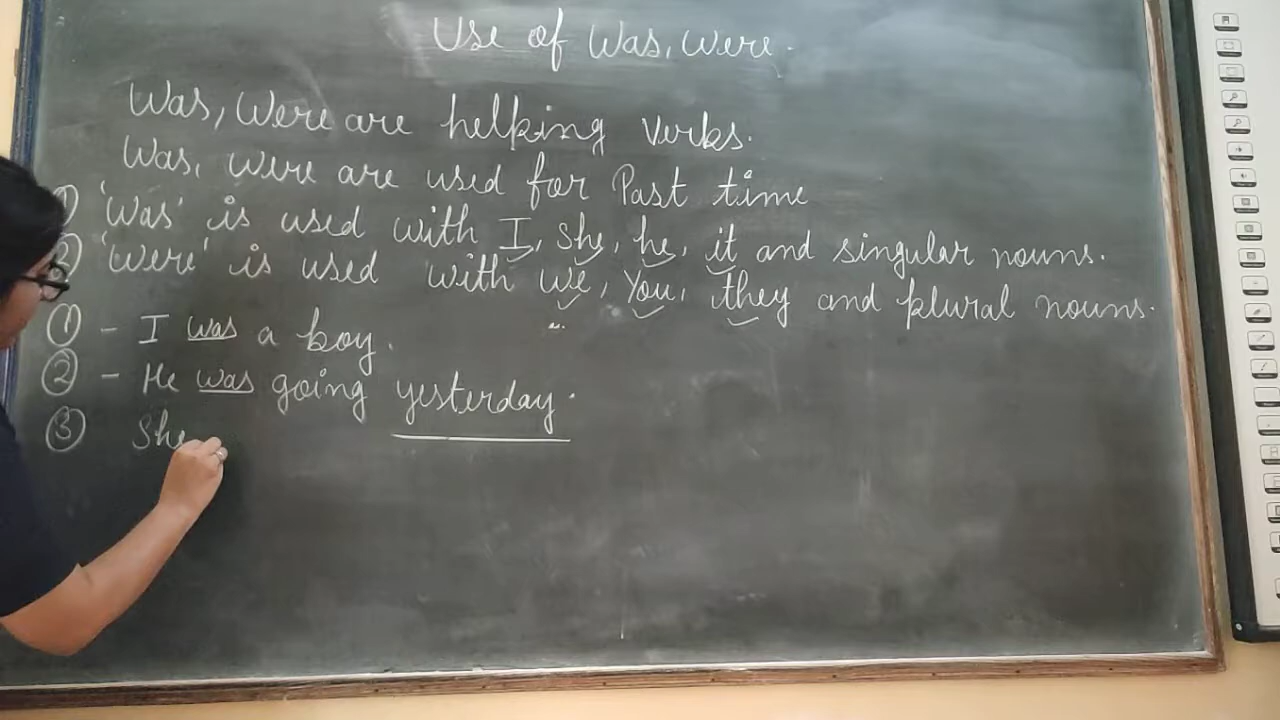 Use of Was, Were.
Was, Were are helping Verbs.
Was, Were are used for Past time
① 'Was' is used with I, She, he, it and singular nouns.
② 'Were' is used with We, You, they and plural nouns.
① - I was a boy.
② - He was going yesterday.
③ She